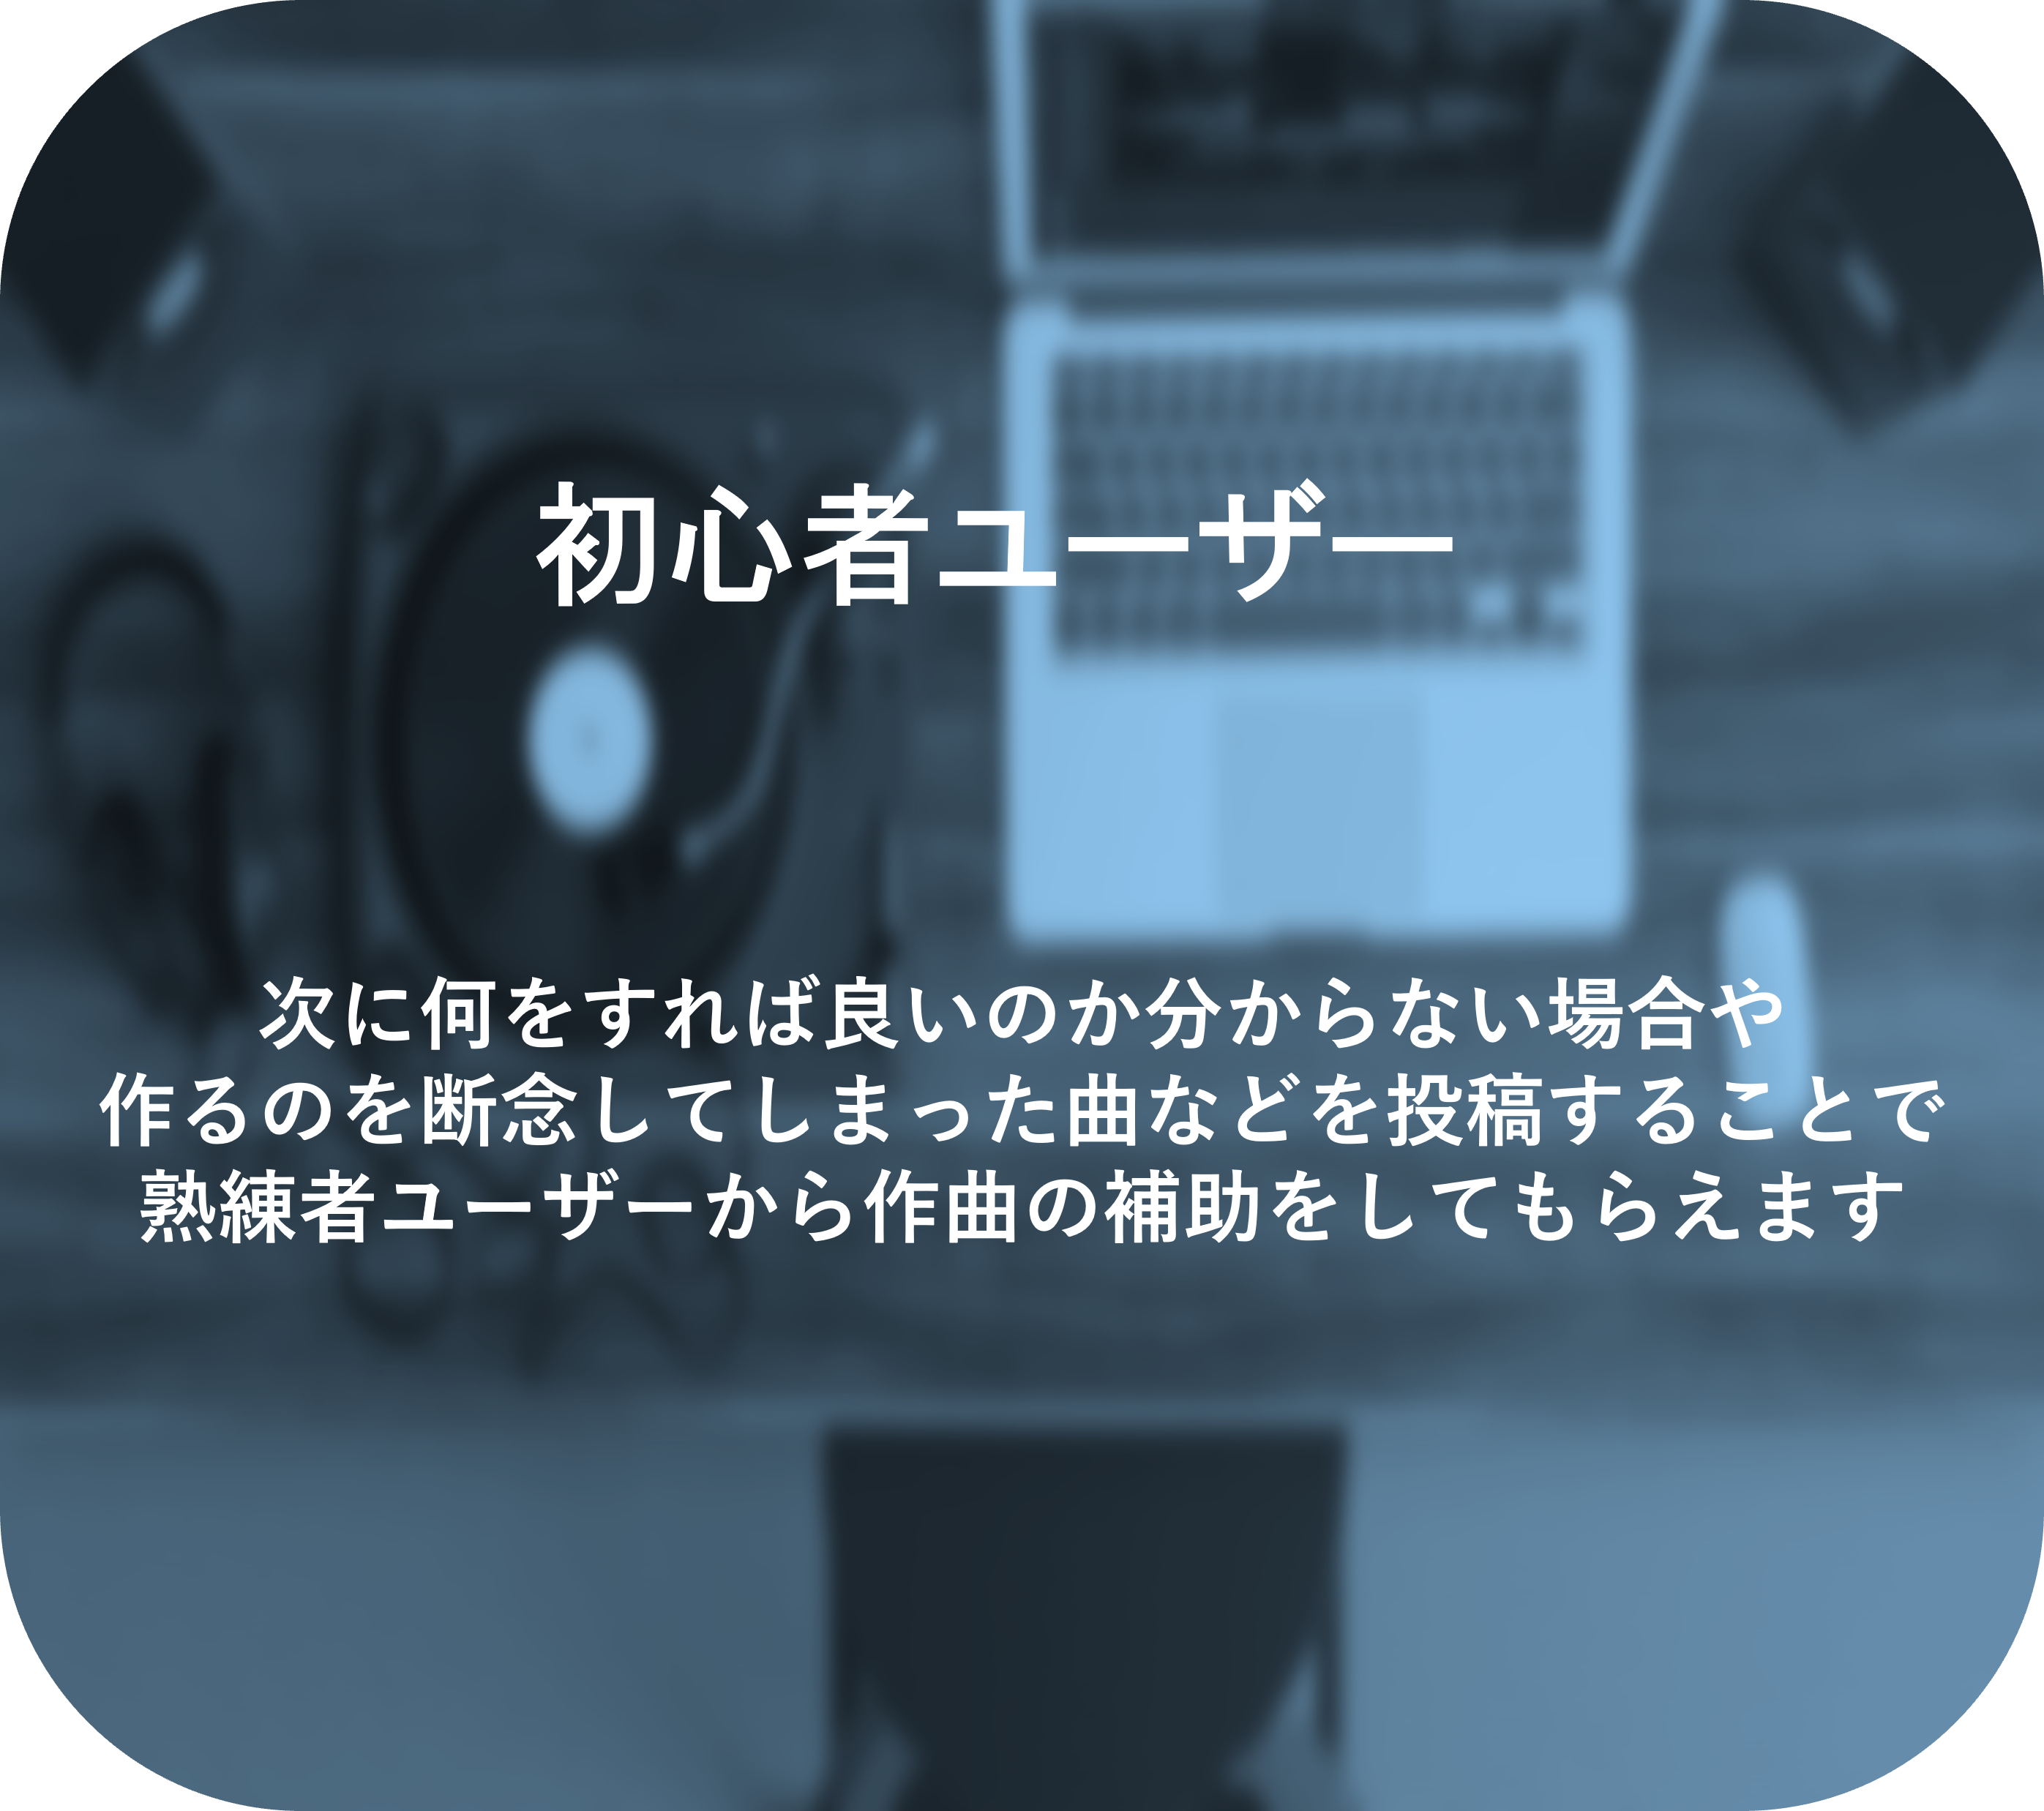 初心者ユーザー
次に何をすれば良いのか分からない場合や
作るのを断念してしまった曲などを投稿することで
熟練者ユーザーから作曲の補助をしてもらえます